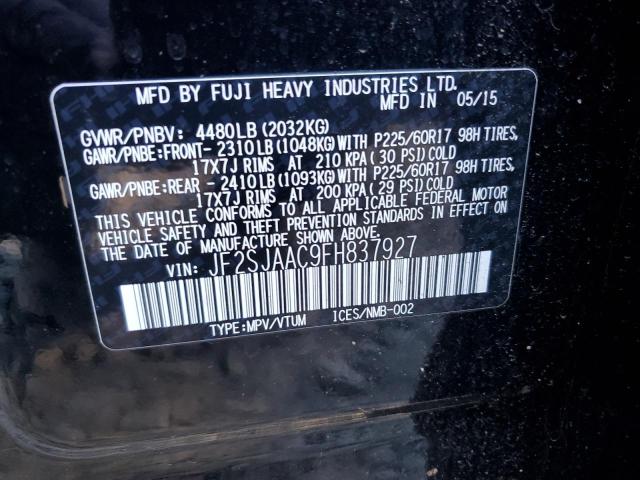 MFD BY FUJI HEAVY INDUSTRIES LTD.
MFD IN 05/15
GVWR/PNBV: 4480LB (2032KG)
GAWR/PNBE:FRONT- 2310LB (1048KG)WITH P225/60R17 98H TIRES,
17X7J RIMS AT 210 KPA (30 PSI)COLD
GAWR/PNBE:REAR - 2410LB (1093KG)WITH P225/60R17 98H TIRES,
17X7J RIMS AT 200 KPA (29 PSI)COLD
THIS VEHICLE CONFORMS TO ALL APPLICABLE FEDERAL MOTOR
VEHICLE SAFETY AND THEFT PREVENTION STANDARDS IN EFFECT ON
THE DATE OF MANUFACTURE SHOWN ABOVE.
VIN: JF2SJAAC9FH837927
TYPE:MPV/VTUM ICES/NMB-002